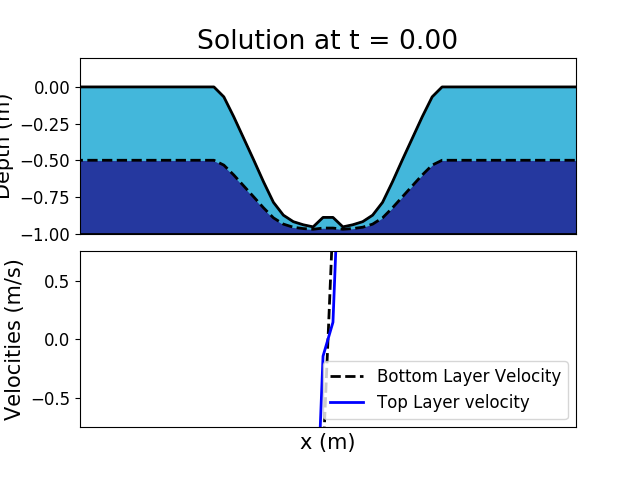 Solution at t = 0.00
Depth (m)
0.00
−0.25
−0.50
−0.75
−1.00
Velocities (m/s)
0.5
0.0
−0.5
Bottom Layer Velocity
Top Layer velocity
x (m)